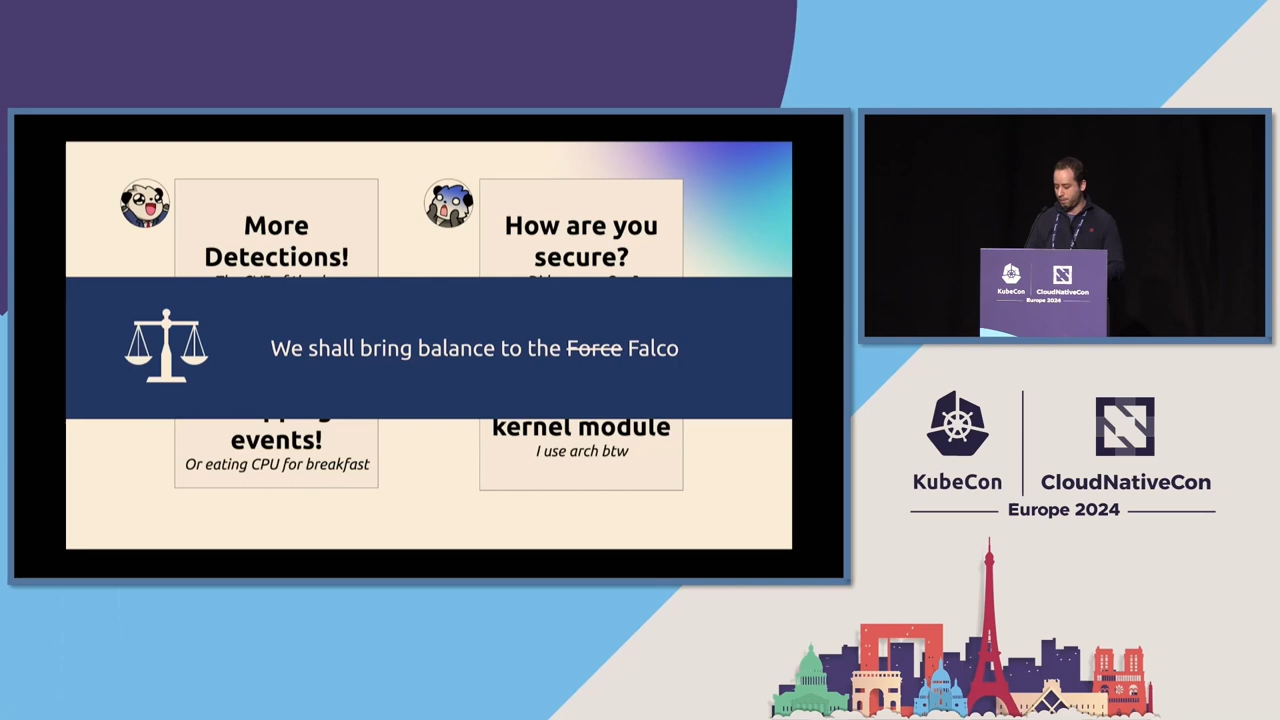 More
Detections!
How are you
secure?
We shall bring balance to the Force Falco
events!
Or eating CPU for breakfast
kernel module
I use arch btw
KubeCon
CloudNativeCon
Europe 2024
KubeCon
CloudNativeCon
Europe 2024